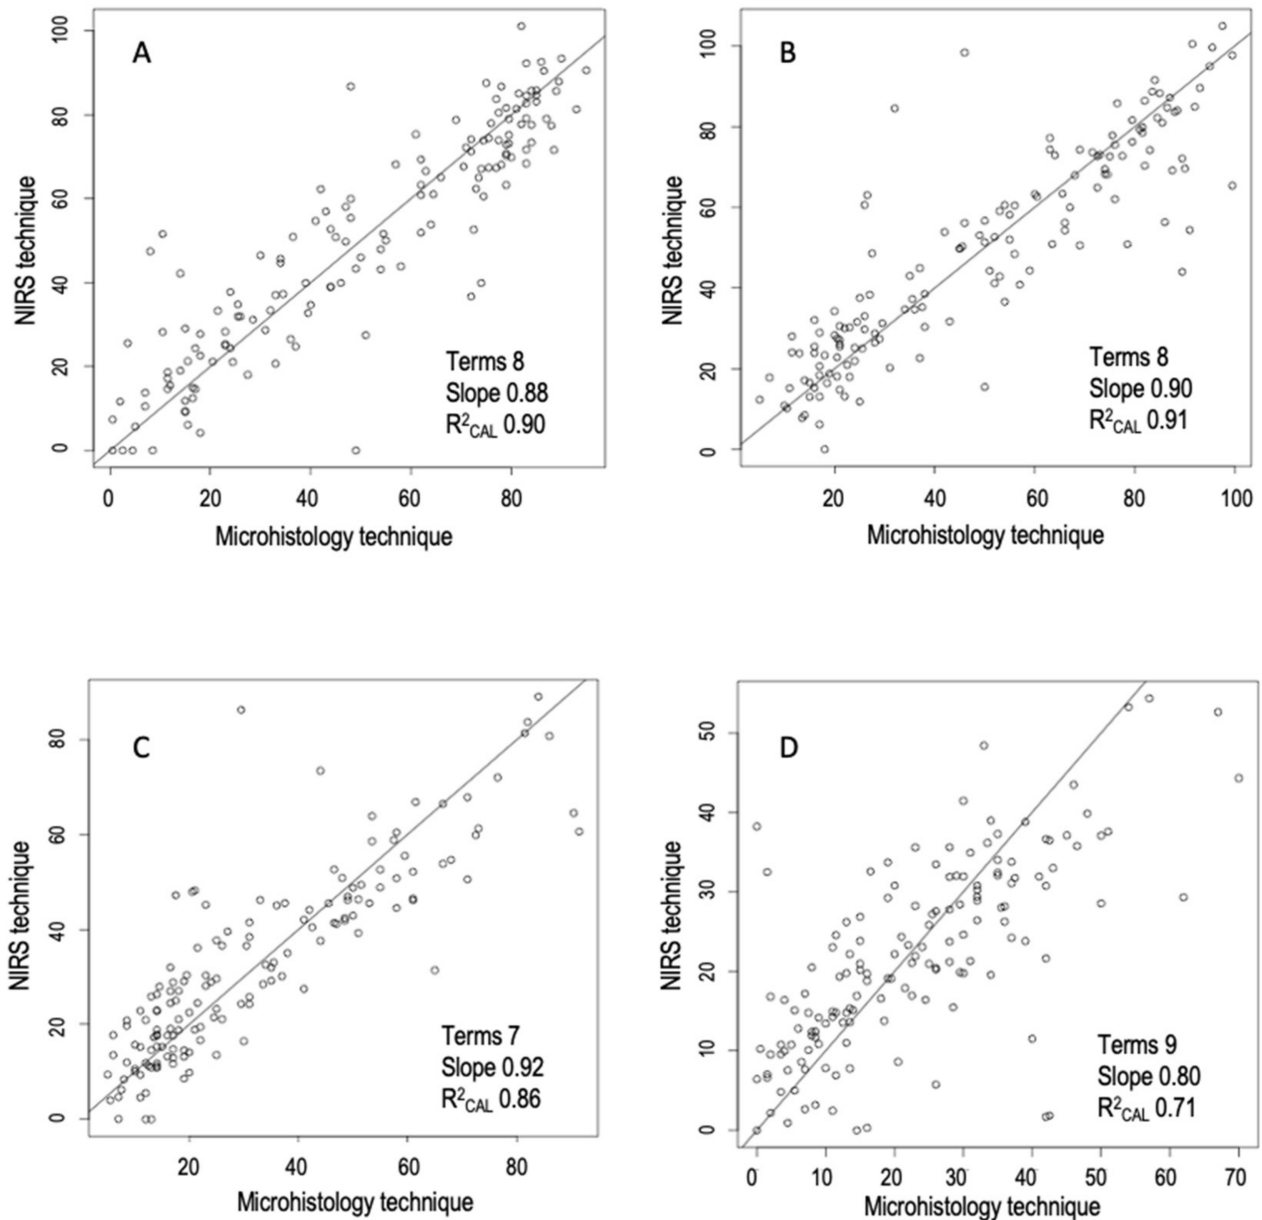 A
NIRS technique
100
80
60
40
20
0
Terms 8
Slope 0.88
R²CAL 0.90
0 20 40 60 80
Microhistology technique
B
NIRS technique
100
80
60
40
20
0
Terms 8
Slope 0.90
R²CAL 0.91
20 40 60 80 100
Microhistology technique
C
NIRS technique
80
60
40
20
0
Terms 7
Slope 0.92
R²CAL 0.86
20 40 60 80
Microhistology technique
D
NIRS technique
50
40
30
20
10
0
Terms 9
Slope 0.80
R²CAL 0.71
0 10 20 30 40 50 60 70
Microhistology technique